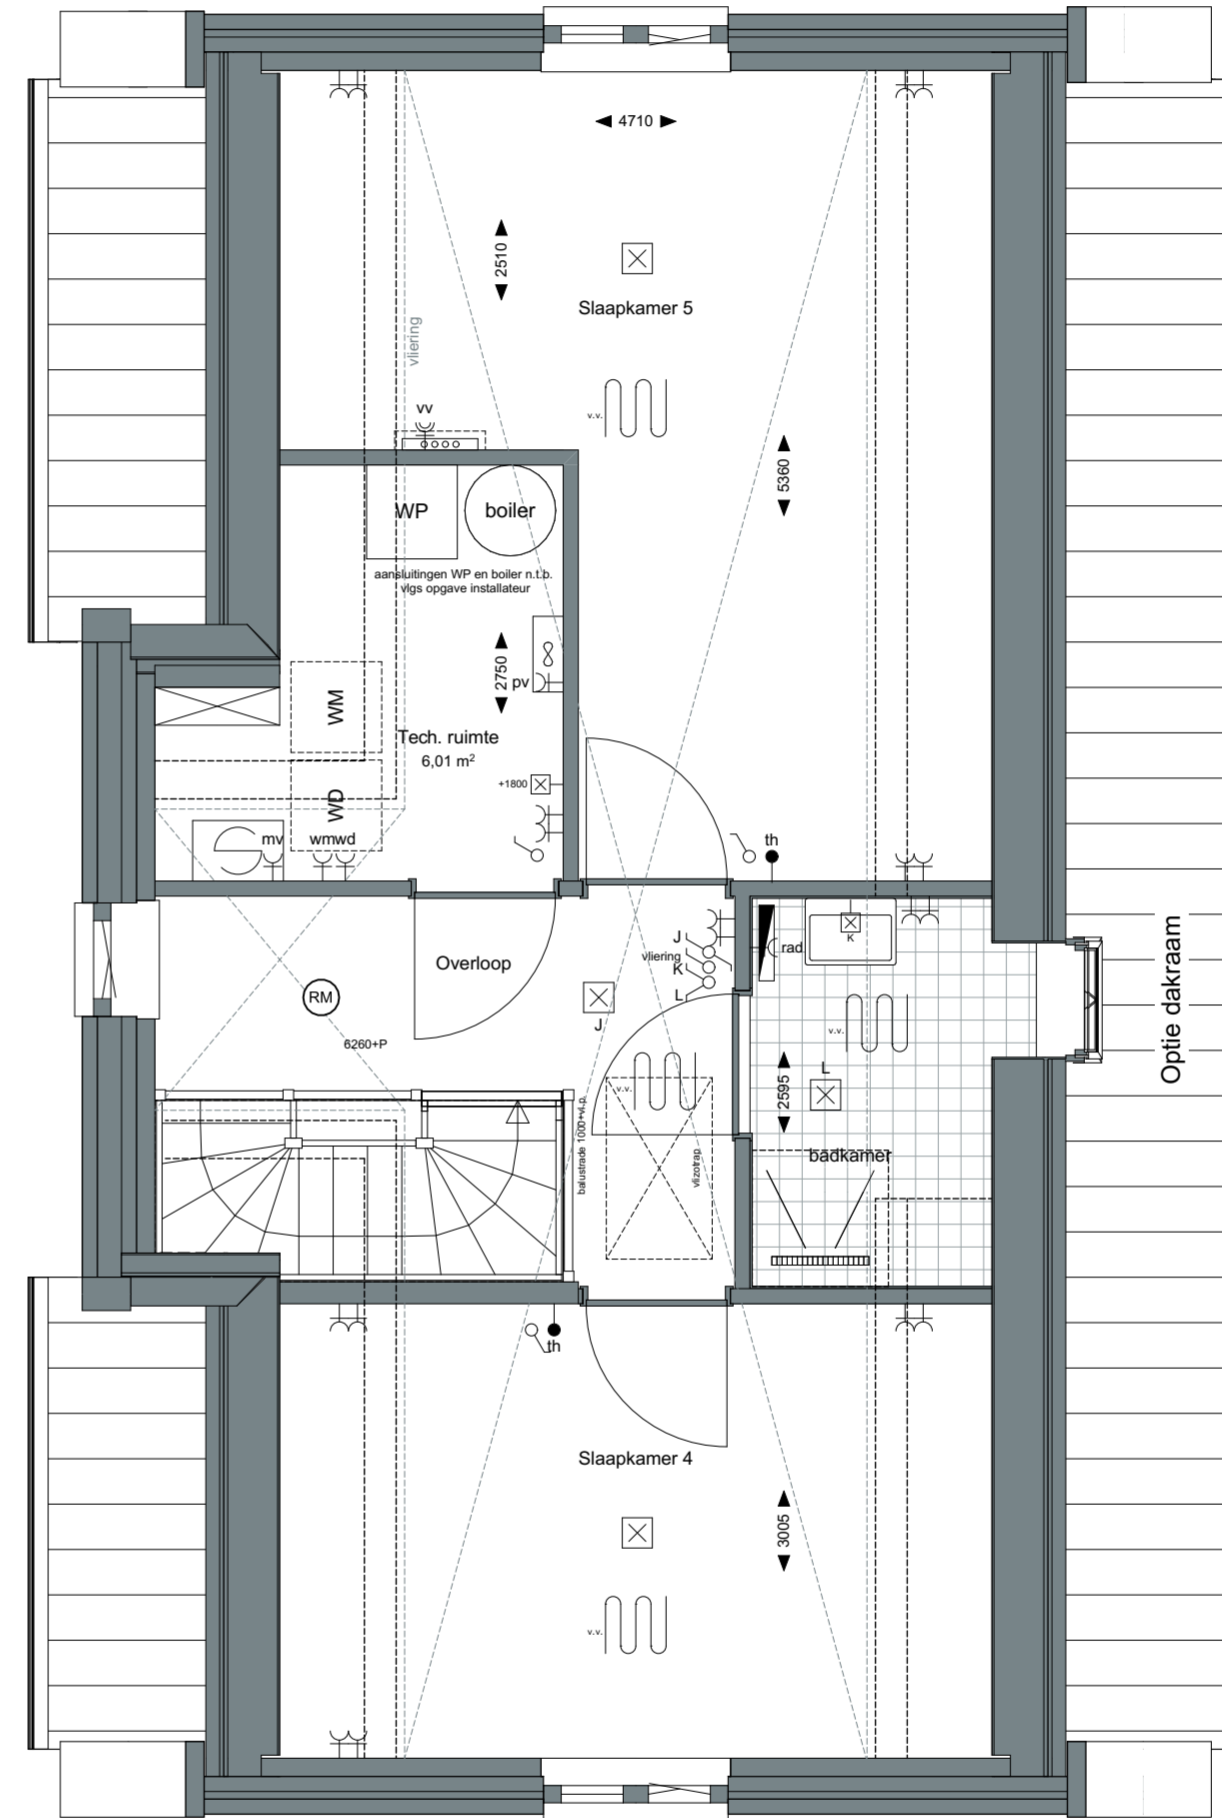 4710
2510
Slaapkamer 5
vliering
v.v.
vv
5360
WP
boiler
aansluitingen WP en boiler n.t.b.
vlgs opgave installateur
2750
pv
WM
Tech. ruimte
6,01 m²
+1800
WD
mv
wmwd
th
J
vliering
K
L
rad
K
Overloop
RM
J
6260+P
v.v.
L
2595
v.v.
balustrade 1000+vl.p.
vlizotrap
badkamer
Optie dakraam
th
Slaapkamer 4
3005
v.v.